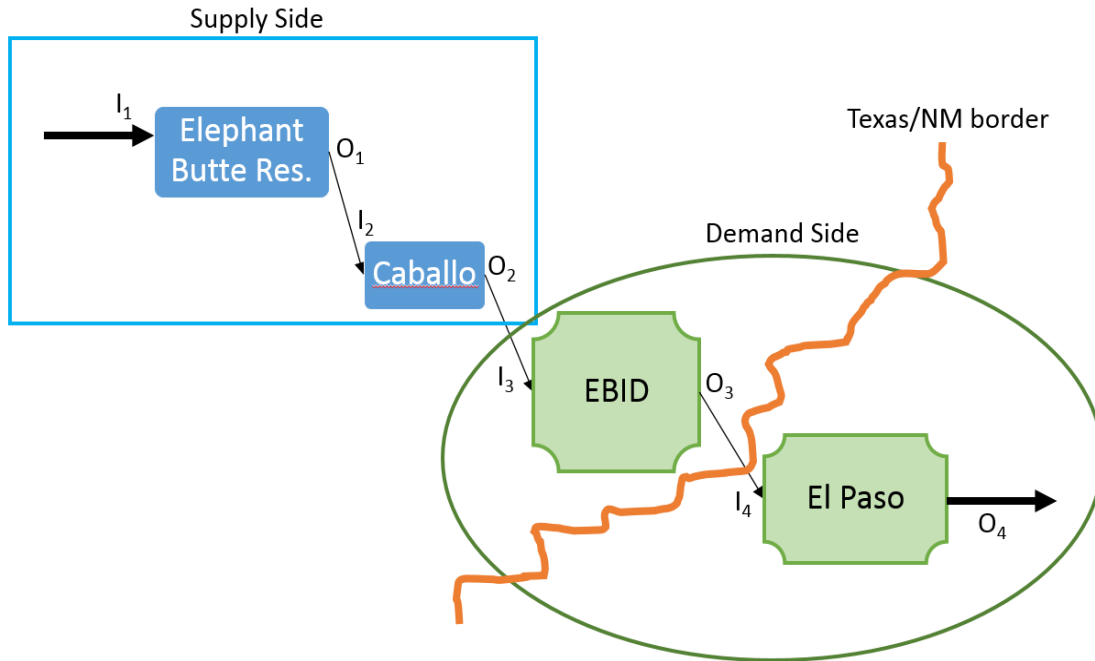 Supply Side
I1
Elephant
Butte Res.
O1
Texas/NM border
I2
Demand Side
Caballo
O2
I3
EBID
O3
I4
El Paso
O4